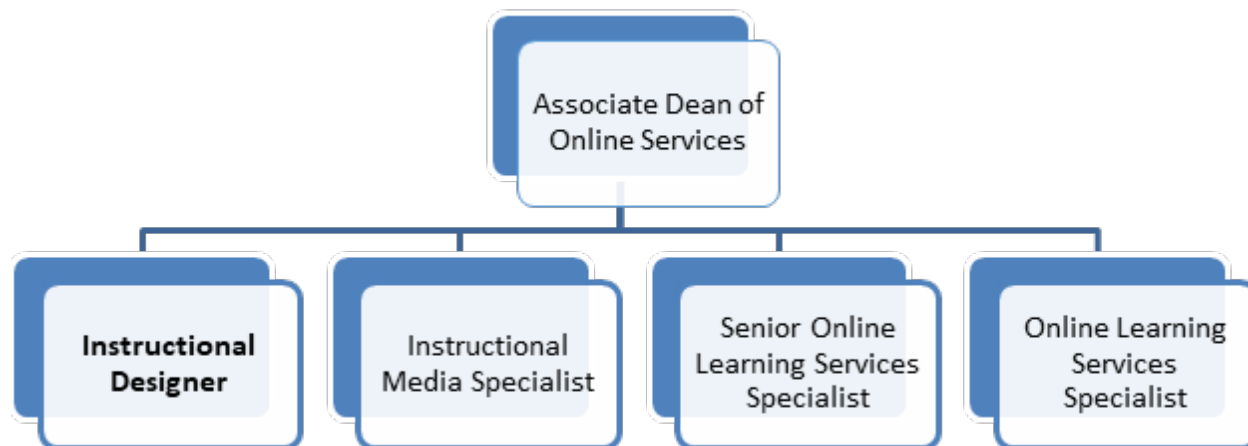 Associate Dean of
Online Services
Instructional
Designer
Instructional
Media Specialist
Senior Online
Learning Services
Specialist
Online Learning
Services
Specialist